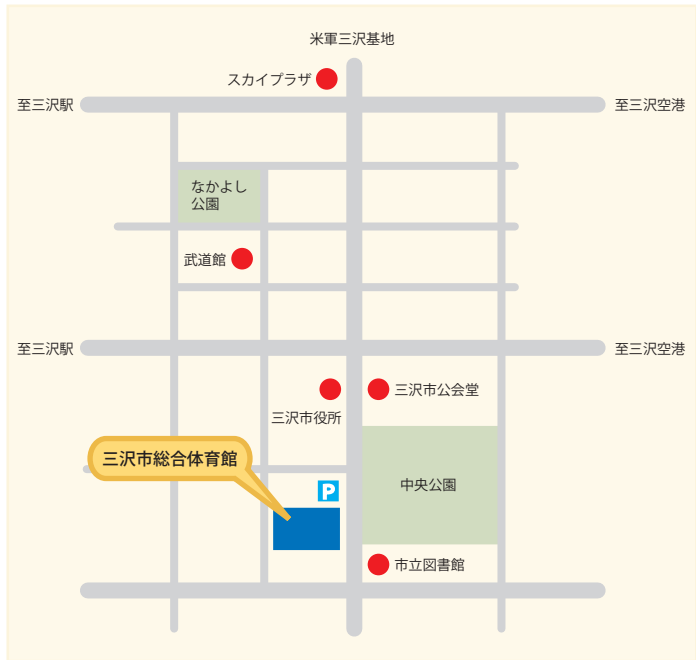 米軍三沢基地
スカイプラザ
至三沢駅
至三沢空港
なかよし
公園
武道館
至三沢駅
至三沢空港
三沢市公会堂
三沢市役所
三沢市総合体育館
中央公園
P
市立図書館